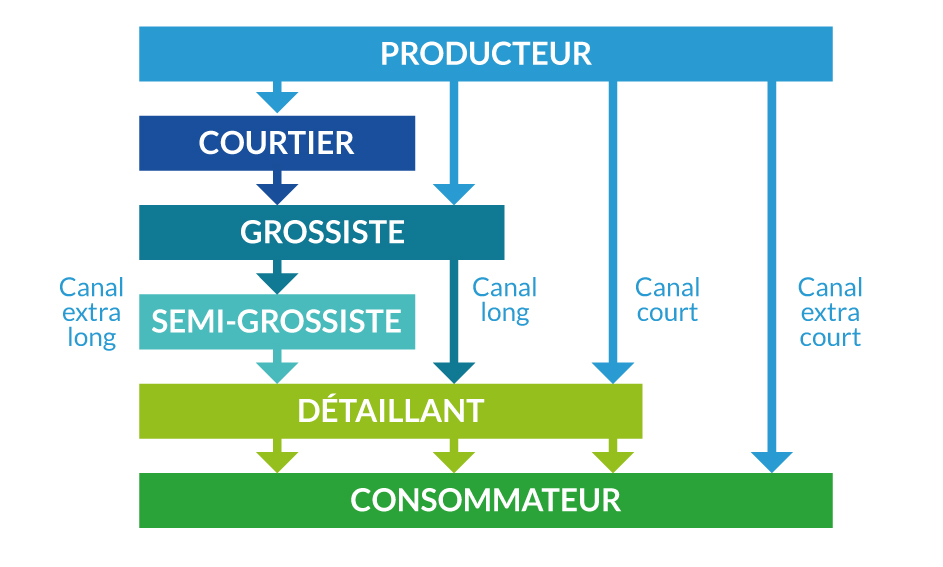 PRODUCTEUR
COURTIER
GROSSISTE
Canal
extra
long
SEMI-GROSSISTE
Canal
long
Canal
court
Canal
extra
court
DÉTAILLANT
CONSOMMATEUR